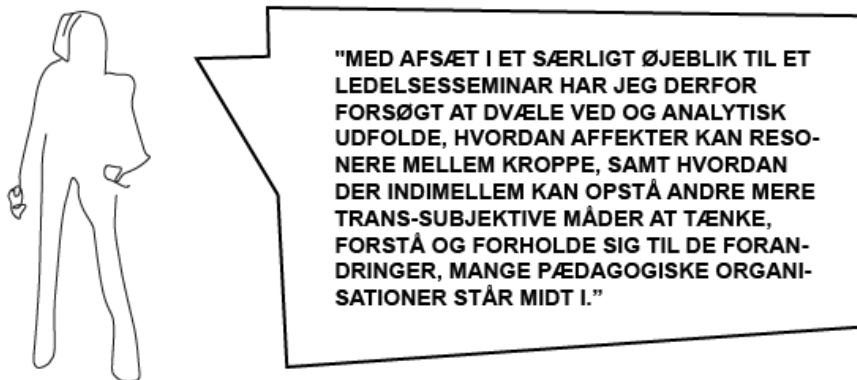 "MED AFSÆT I ET SÆRLIGT ØJEBLIK TIL ET
LEDELSESSEMINAR HAR JEG DERFOR
FORSØGT AT DVÆLE VED OG ANALYTISK
UDFOLDE, HVORDAN AFFEKTER KAN RESO-
NERE MELLEM KROPPE, SAMT HVORDAN
DER INDIMELLEM KAN OPSTÅ ANDRE MERE
TRANS-SUBJEKTIVE MÅDER AT TÆNKE,
FORSTÅ OG FORHOLDE SIG TIL DE FORAN-
DRINGER, MANGE PÆDAGOGISKE ORGANI-
SATIONER STÅR MIDT I.”